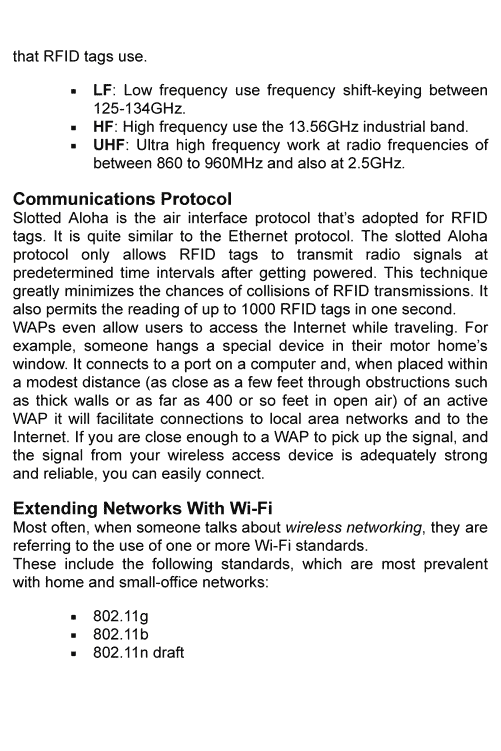 that RFID tags use.
▪ LF: Low frequency use frequency shift-keying between
125-134GHz.
▪ HF: High frequency use the 13.56GHz industrial band.
▪ UHF: Ultra high frequency work at radio frequencies of
between 860 to 960MHz and also at 2.5GHz.
Communications Protocol
Slotted Aloha is the air interface protocol that's adopted for RFID
tags. It is quite similar to the Ethernet protocol. The slotted Aloha
protocol only allows RFID tags to transmit radio signals at
predetermined time intervals after getting powered. This technique
greatly minimizes the chances of collisions of RFID transmissions. It
also permits the reading of up to 1000 RFID tags in one second.
WAPs even allow users to access the Internet while traveling. For
example, someone hangs a special device in their motor home's
window. It connects to a port on a computer and, when placed within
a modest distance (as close as a few feet through obstructions such
as thick walls or as far as 400 or so feet in open air) of an active
WAP it will facilitate connections to local area networks and to the
Internet. If you are close enough to a WAP to pick up the signal, and
the signal from your wireless access device is adequately strong
and reliable, you can easily connect.
Extending Networks With Wi-Fi
Most often, when someone talks about wireless networking, they are
referring to the use of one or more Wi-Fi standards.
These include the following standards, which are most prevalent
with home and small-office networks:
▪ 802.11g
▪ 802.11b
▪ 802.11n draft